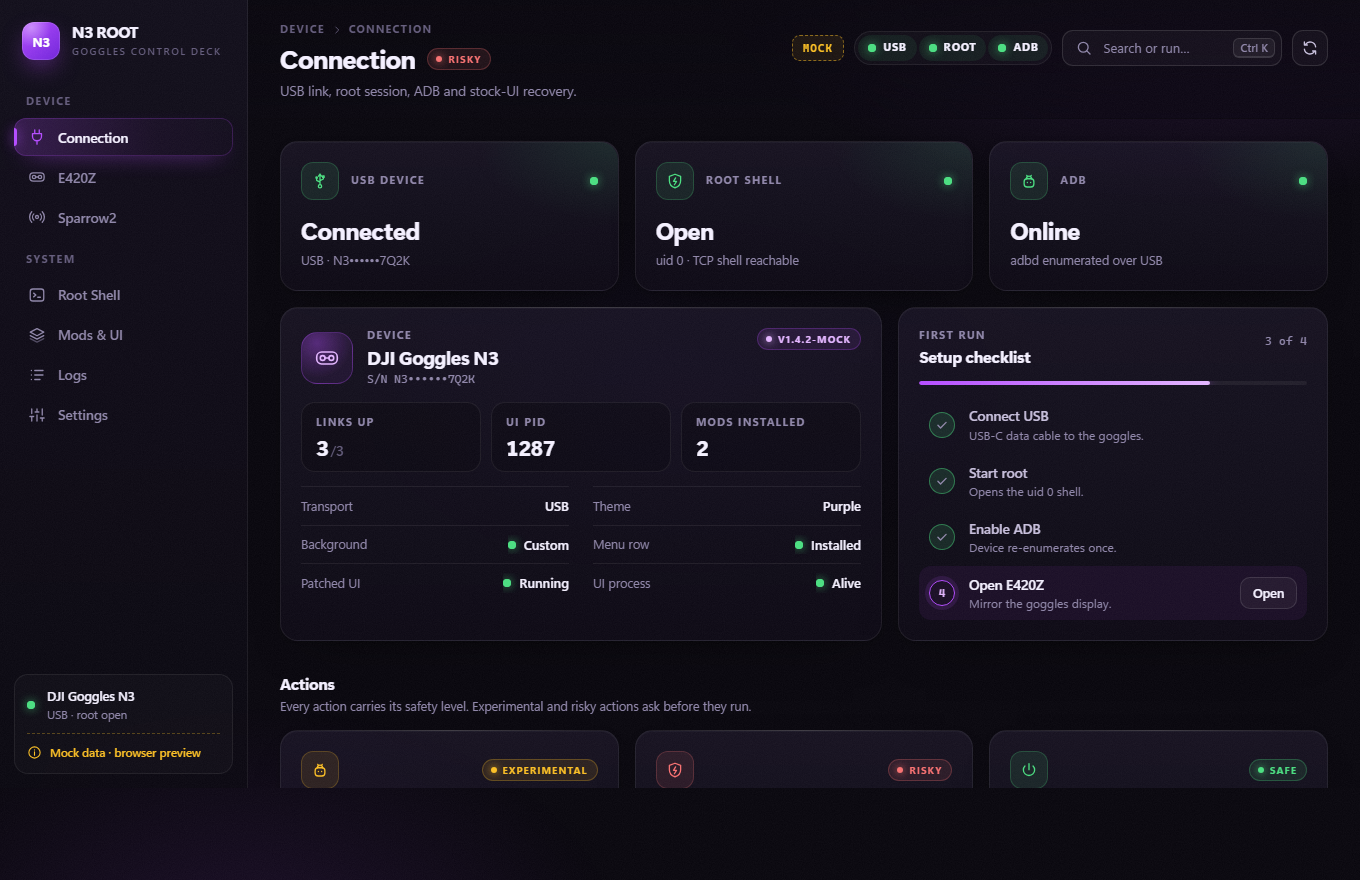 N3
N3 ROOT
GOGGLES CONTROL DECK
DEVICE
Connection
E420Z
Sparrow2
SYSTEM
Root Shell
Mods & UI
Logs
Settings
DJI Goggles N3
USB · root open
Mock data · browser preview
DEVICE > CONNECTION
Connection
RISKY
USB link, root session, ADB and stock-UI recovery.
MOCK
USB
ROOT
ADB
Search or run...
Ctrl K
USB DEVICE
Connected
USB · N3••••••7Q2K
ROOT SHELL
Open
uid 0 · TCP shell reachable
ADB
Online
adbd enumerated over USB
DEVICE
DJI Goggles N3
S/N N3••••••7Q2K
V1.4.2-MOCK
LINKS UP
3/3
UI PID
1287
MODS INSTALLED
2
Transport USB
Theme Purple
Background Custom
Menu row Installed
Patched UI Running
UI process Alive
FIRST RUN
Setup checklist
3 of 4
Connect USB
USB-C data cable to the goggles.
Start root
Opens the uid 0 shell.
Enable ADB
Device re-enumerates once.
4
Open E420Z
Mirror the goggles display.
Open
Actions
Every action carries its safety level. Experimental and risky actions ask before they run.
EXPERIMENTAL
RISKY
SAFE